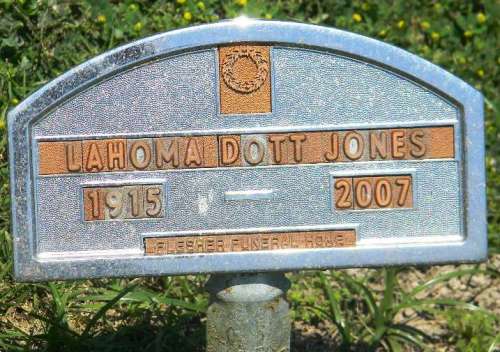 LAHOMA DOTT JONES
1915 — 2007
FLESHER FUNERAL HOME